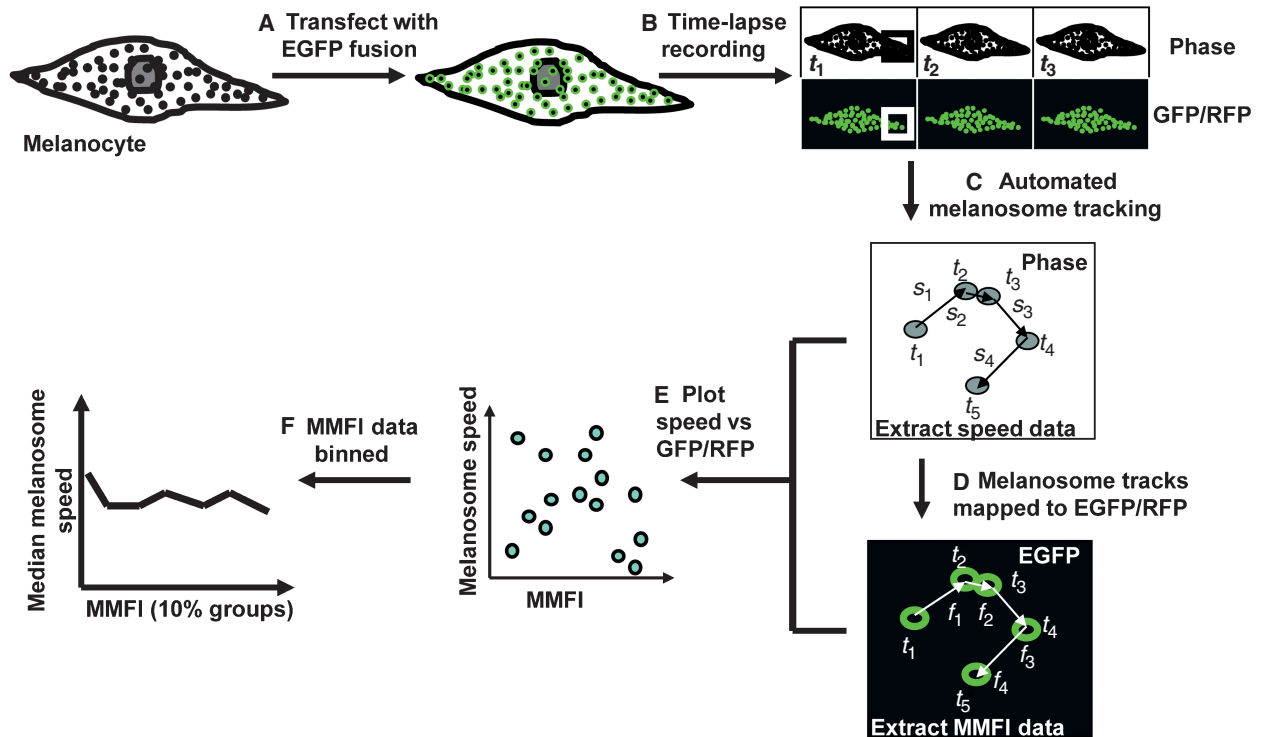 A Transfect with
EGFP fusion
Melanocyte
B Time-lapse
recording
t1
t2
t3
Phase
GFP/RFP
C Automated
melanosome tracking
Phase
t2
t3
s1
s2
s3
t1
t4
s4
t5
Extract speed data
D Melanosome tracks
mapped to EGFP/RFP
EGFP
t2
t3
f1
f2
t1
t4
f3
f4
t5
Extract MMFI data
E Plot
speed vs
GFP/RFP
Melanosome speed
MMFI
F MMFI data
binned
Median melanosome
speed
MMFI (10% groups)